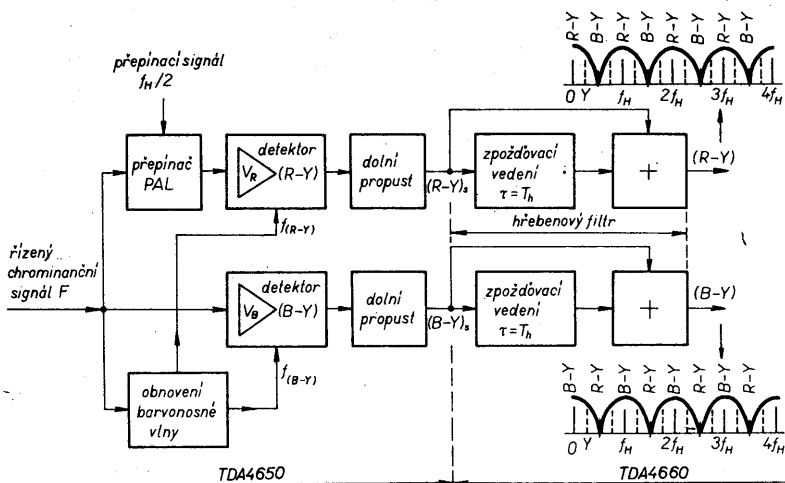 R-Y B-Y R-Y B-Y R-Y B-Y R-Y B-Y
0 Y f_H 2f_H 3f_H 4f_H
přepínací signál
f_H/2
přepínač
PAL
detektor
V_R (R-Y)
dolní
propust
(R-Y)_s
zpožďovací
vedení
τ=T_h
+
(R-Y)
f_(R-Y)
hřebenový filtr
řízený
chrominanční
signál F
detektor
V_B (B-Y)
dolní
propust
(B-Y)_s
zpožďovací
vedení
τ=T_h
+
(B-Y)
f_(B-Y)
obnovení
barvonosné
vlny
B-Y R-Y B-Y R-Y B-Y R-Y B-Y R-Y
0 Y f_H 2f_H 3f_H 4f_H
TDA4650
TDA4660